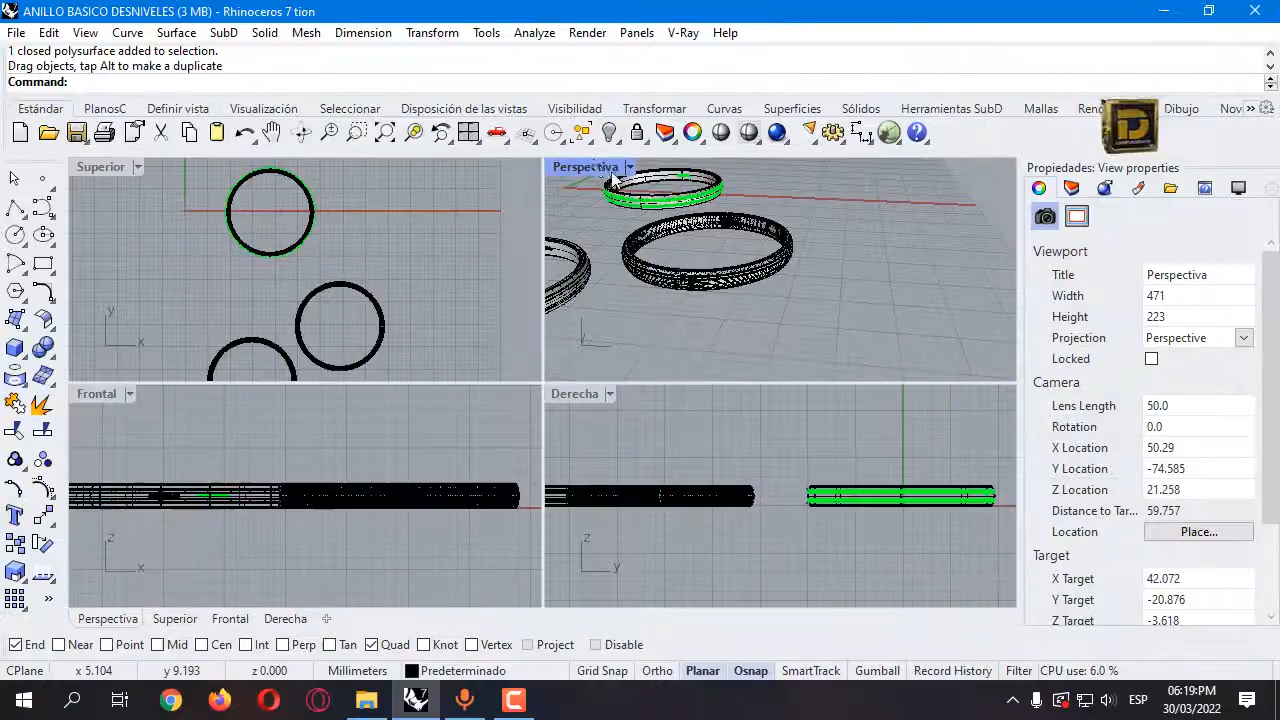 ANILLO BASICO DESNIVELES (3 MB) - Rhinoceros 7 tion
File Edit View Curve Surface SubD Solid Mesh Dimension Transform Tools Analyze Render Panels V-Ray Help
1 closed polysurface added to selection.
Drag objects, tap Alt to make a duplicate
Command:
Estándar PlanosC Definir vista Visualización Seleccionar Disposición de las vistas Visibilidad Transformar Curvas Superficies Sólidos Herramientas SubD Mallas Dibujo
Superior
Perspectiva
Propiedades: View properties
Viewport
Title Perspectiva
Width 471
Height 223
Projection Perspective
Locked
Camera
Lens Length 50.0
Rotation 0.0
X Location 50.29
Y Location -74.585
Z Location 21.258
Distance to Tar... 59.757
Location Place...
Target
X Target 42.072
Y Target -20.876
Z Target -3.618
y
x
Frontal
Derecha
z
x
z
y
Perspectiva Superior Frontal Derecha
End Near Point Mid Cen Int Perp Tan Quad Knot Vertex Project Disable
CPlane x 5.104 y 9.193 z 0.000 Millimeters Predeterminado Grid Snap Ortho Planar Osnap SmartTrack Gumball Record History Filter CPU use: 6.0 %
ESP
06:19 PM
30/03/2022